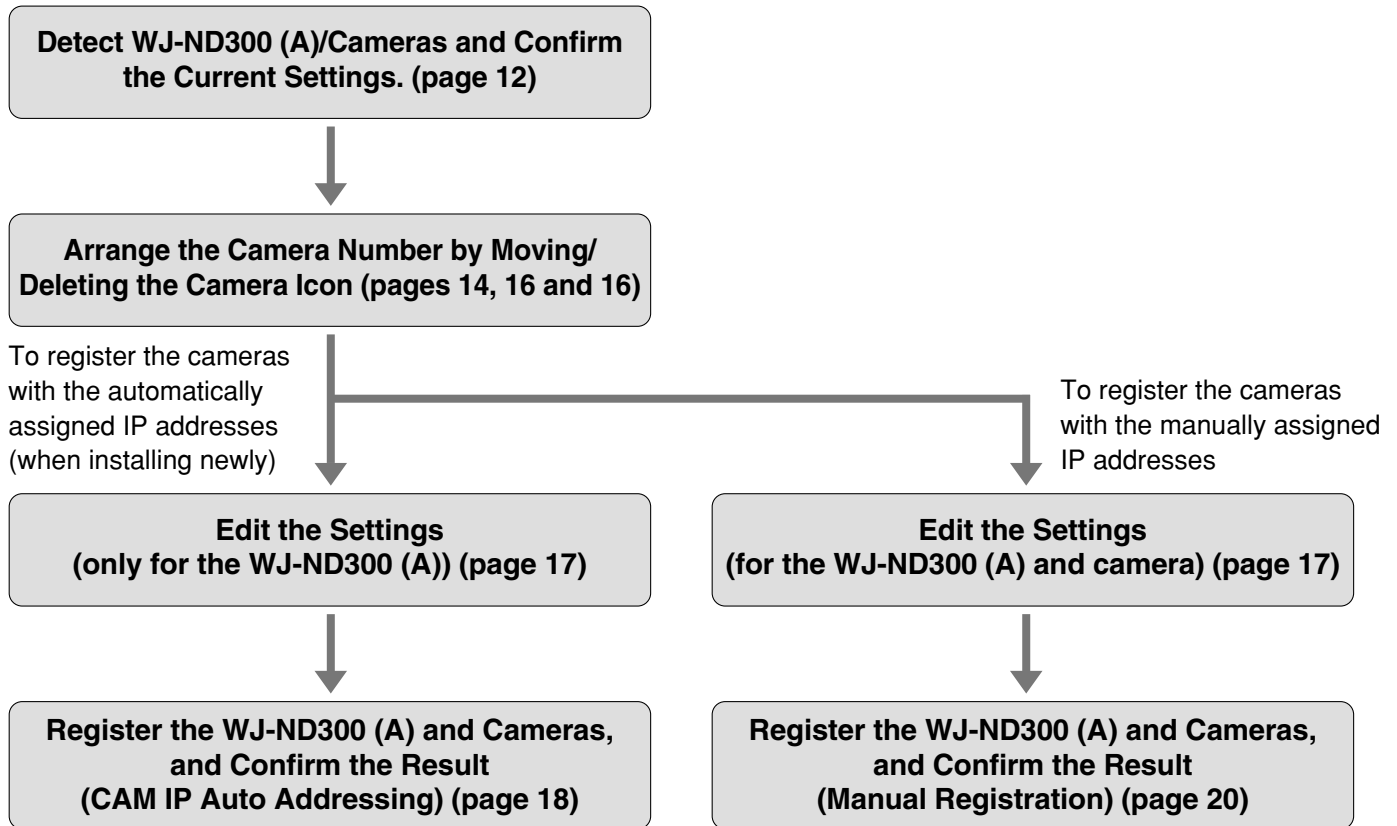 Detect WJ-ND300 (A)/Cameras and Confirm
the Current Settings. (page 12)
Arrange the Camera Number by Moving/
Deleting the Camera Icon (pages 14, 16 and 16)
To register the cameras
with the automatically
assigned IP addresses
(when installing newly)
To register the cameras
with the manually assigned
IP addresses
Edit the Settings
(only for the WJ-ND300 (A)) (page 17)
Edit the Settings
(for the WJ-ND300 (A) and camera) (page 17)
Register the WJ-ND300 (A) and Cameras,
and Confirm the Result
(CAM IP Auto Addressing) (page 18)
Register the WJ-ND300 (A) and Cameras,
and Confirm the Result
(Manual Registration) (page 20)